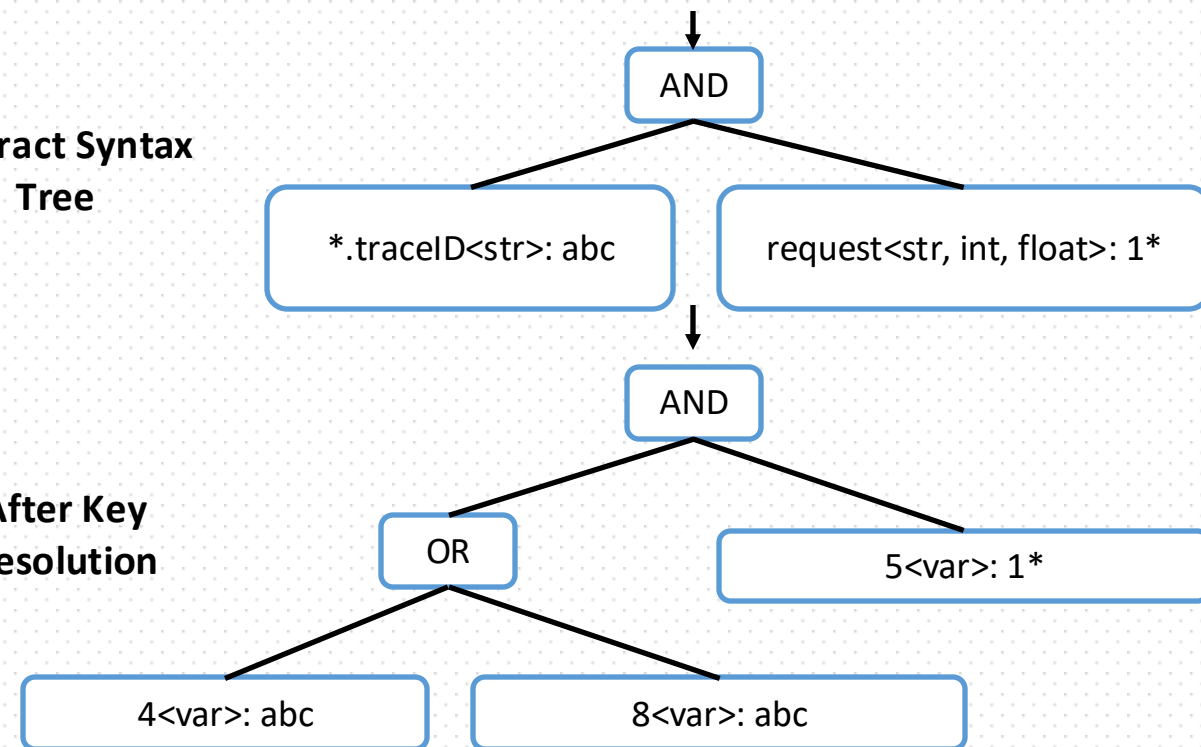 AND
ract Syntax
Tree
*.traceID<str>: abc
request<str, int, float>: 1*
AND
After Key
esolution
OR
5<var>: 1*
4<var>: abc
8<var>: abc